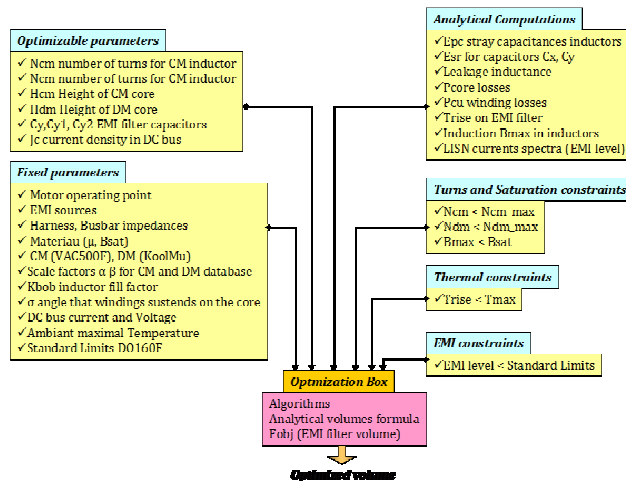 Optimizable parameters
✓ Ncm number of turns for CM inductor
✓ Ncm number of turns for CM inductor
✓ Hcm Height of CM core
✓ Hdm Height of DM core
✓ Cy,Cy1, Cy2 EMI filter capacitors
✓ Jc current density in DC bus
Fixed parameters
✓ Motor operating point
✓ EMI sources
✓ Harness, Busbar impedances
✓ Materiau (μ, Bsat)
✓ CM (VAC500F), DM (KoolMu)
✓Scale factors α-β for CM and DM database
✓Kbob inductor fill factor
✓σ angle that windings sustends on the core
✓DC bus current and Voltage
✓Ambiant maximal Temperature
✓Standard Limits DO160F
Analytical Computations
✓Epc stray capacitances inductors
✓Esr for capacitors Cx, Cy
✓Leakage inductance
✓Pcore losses
✓Pcu winding losses
✓Trise on EMI filter
✓Induction Bmax in inductors
✓LISN currents spectra (EMI level)
Turns and Saturation constraints
✓Ncm < Ncm_max
✓Ndm < Ndm_max
✓Bmax < Bsat
Thermal constraints
✓Trise < Tmax
EMI constraints
✓EMI level < Standard Limits
Optmization Box
Algorithms
Analytical volumes formula
Fobj (EMI filter volume)
Optimized volume